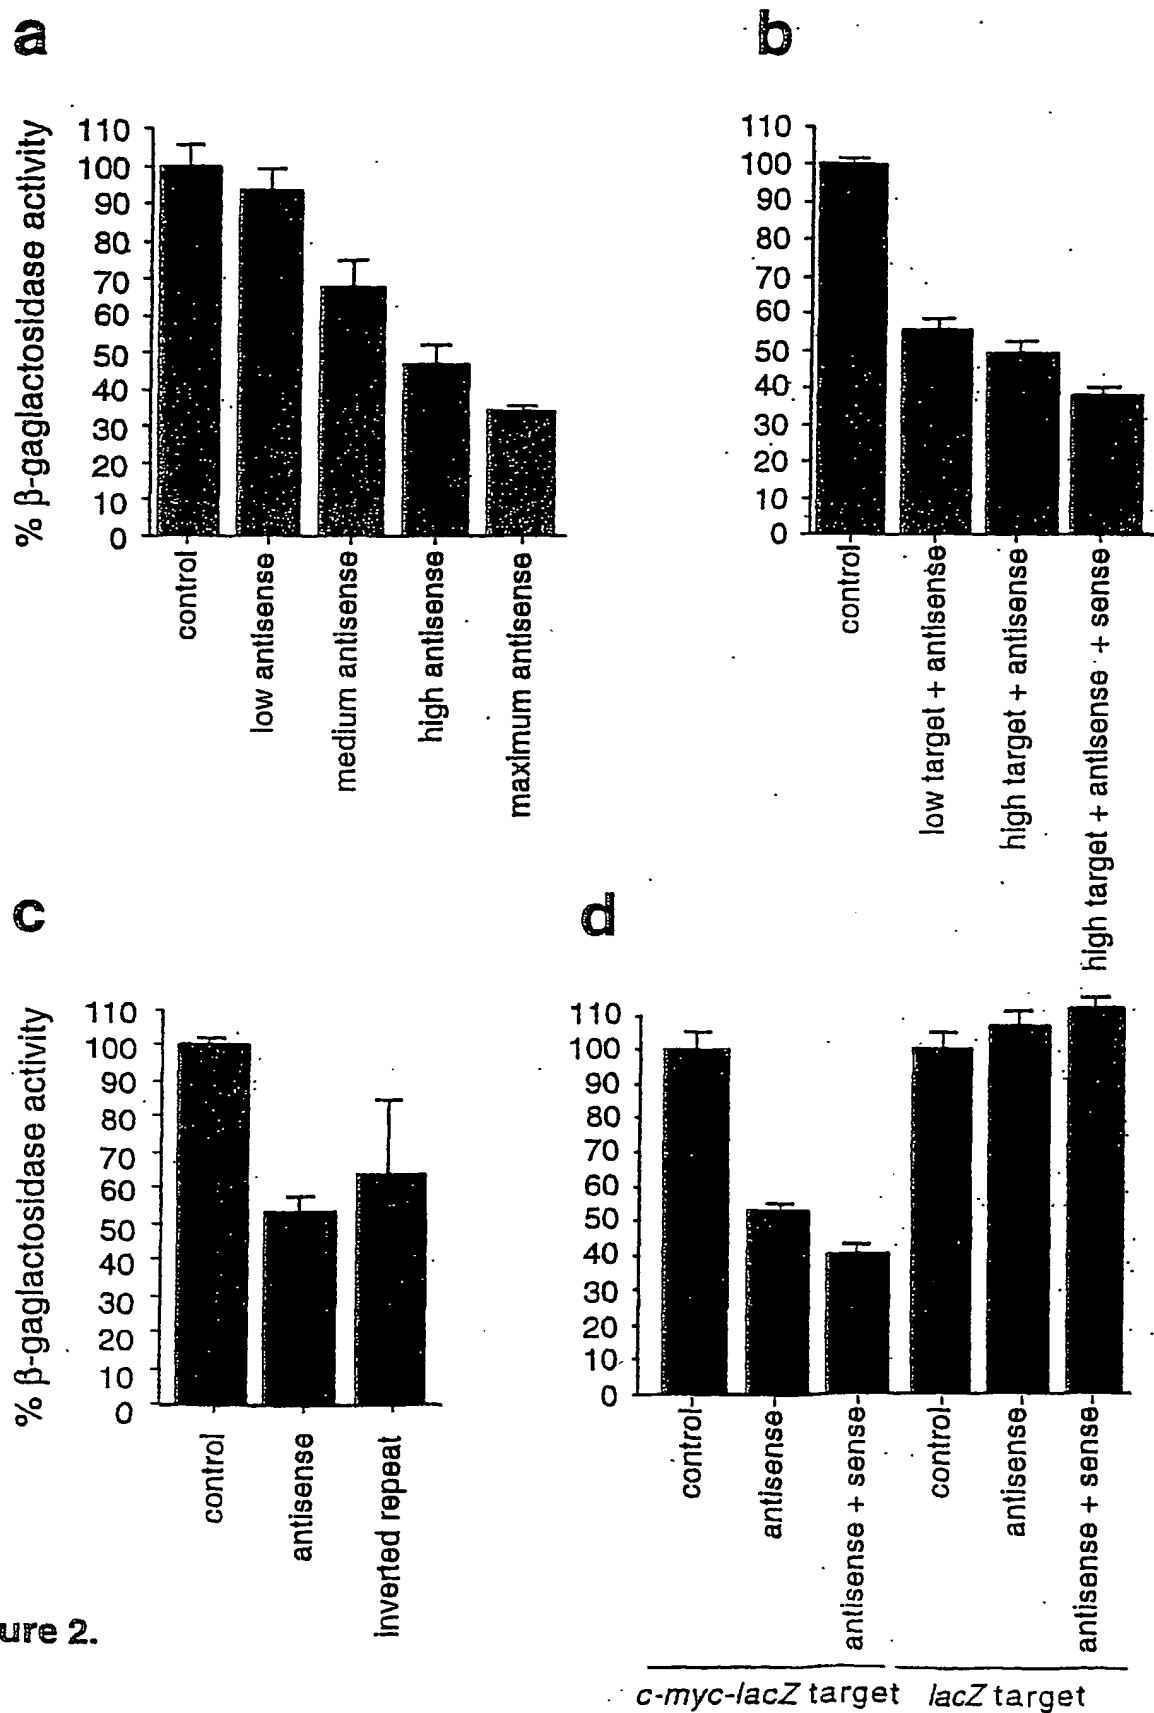 a
% β-gaglactosidase activity
110
100
90
80
70
60
50
40
30
20
10
0
control
low antisense
medium antisense
high antisense
maximum antisense
b
110
100
90
80
70
60
50
40
30
20
10
0
control
low target + antisense
high target + antisense
high target + antisense + sense
c
% β-gaglactosidase activity
110
100
90
80
70
60
50
40
30
20
10
0
control
antisense
inverted repeat
d
110
100
90
80
70
60
50
40
30
20
10
0
control
antisense
antisense + sense
control
antisense
antisense + sense
c-myc-lacZ target
lacZ target
ure 2.